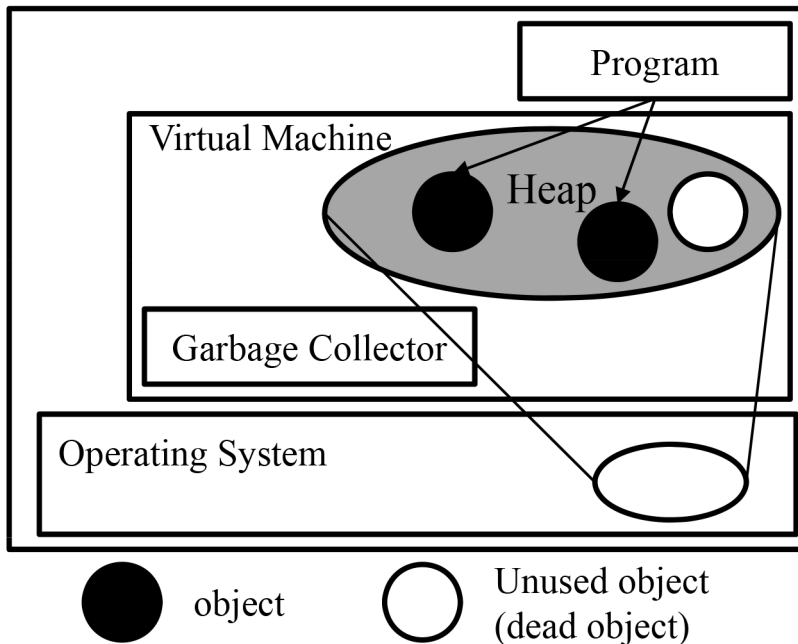 Program
Virtual Machine
Heap
Garbage Collector
Operating System
object
Unused object
(dead object)